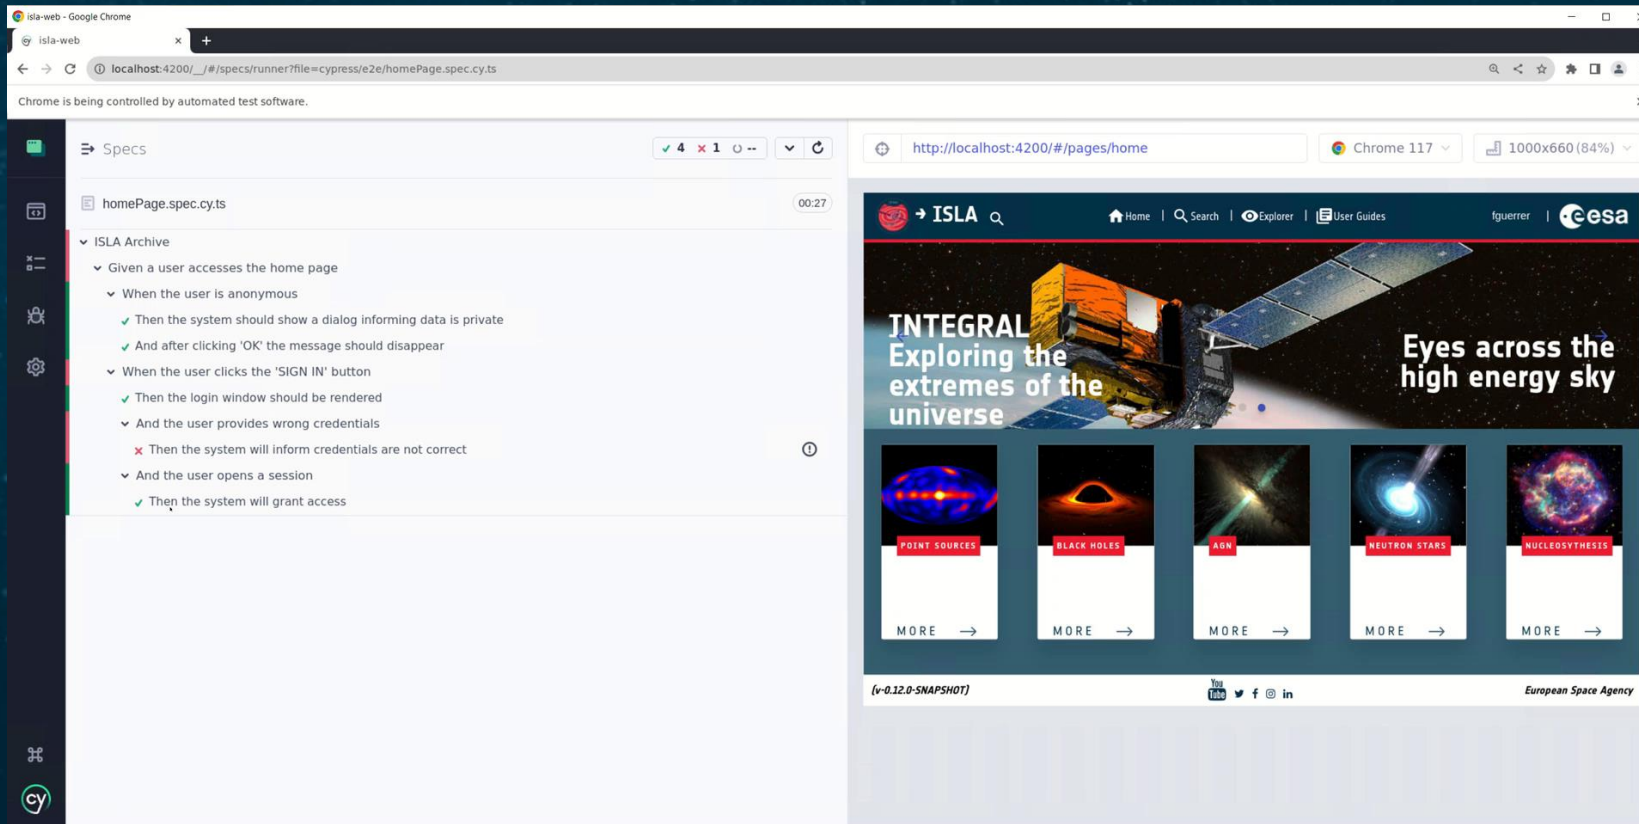 isla-web - Google Chrome
isla-web
localhost:4200/__/#/specs/runner?file=cypress/e2e/homePage.spec.cy.ts
Chrome is being controlled by automated test software.
Specs
4 1 --
homePage.spec.cy.ts
00:27
ISLA Archive
Given a user accesses the home page
When the user is anonymous
Then the system should show a dialog informing data is private
And after clicking 'OK' the message should disappear
When the user clicks the 'SIGN IN' button
Then the login window should be rendered
And the user provides wrong credentials
Then the system will inform credentials are not correct
And the user opens a session
Then the system will grant access
cy
http://localhost:4200/#/pages/home
Chrome 117
1000x660 (84%)
ISLA
Home | Search | Explorer | User Guides
fguerrer | esa
INTEGRAL
Exploring the
extremes of the
universe
Eyes across the
high energy sky
POINT SOURCES
BLACK HOLES
AGN
NEUTRON STARS
NUCLEOSYTHESIS
MORE
MORE
MORE
MORE
MORE
(v-0.12.0-SNAPSHOT)
You
Tube
European Space Agency